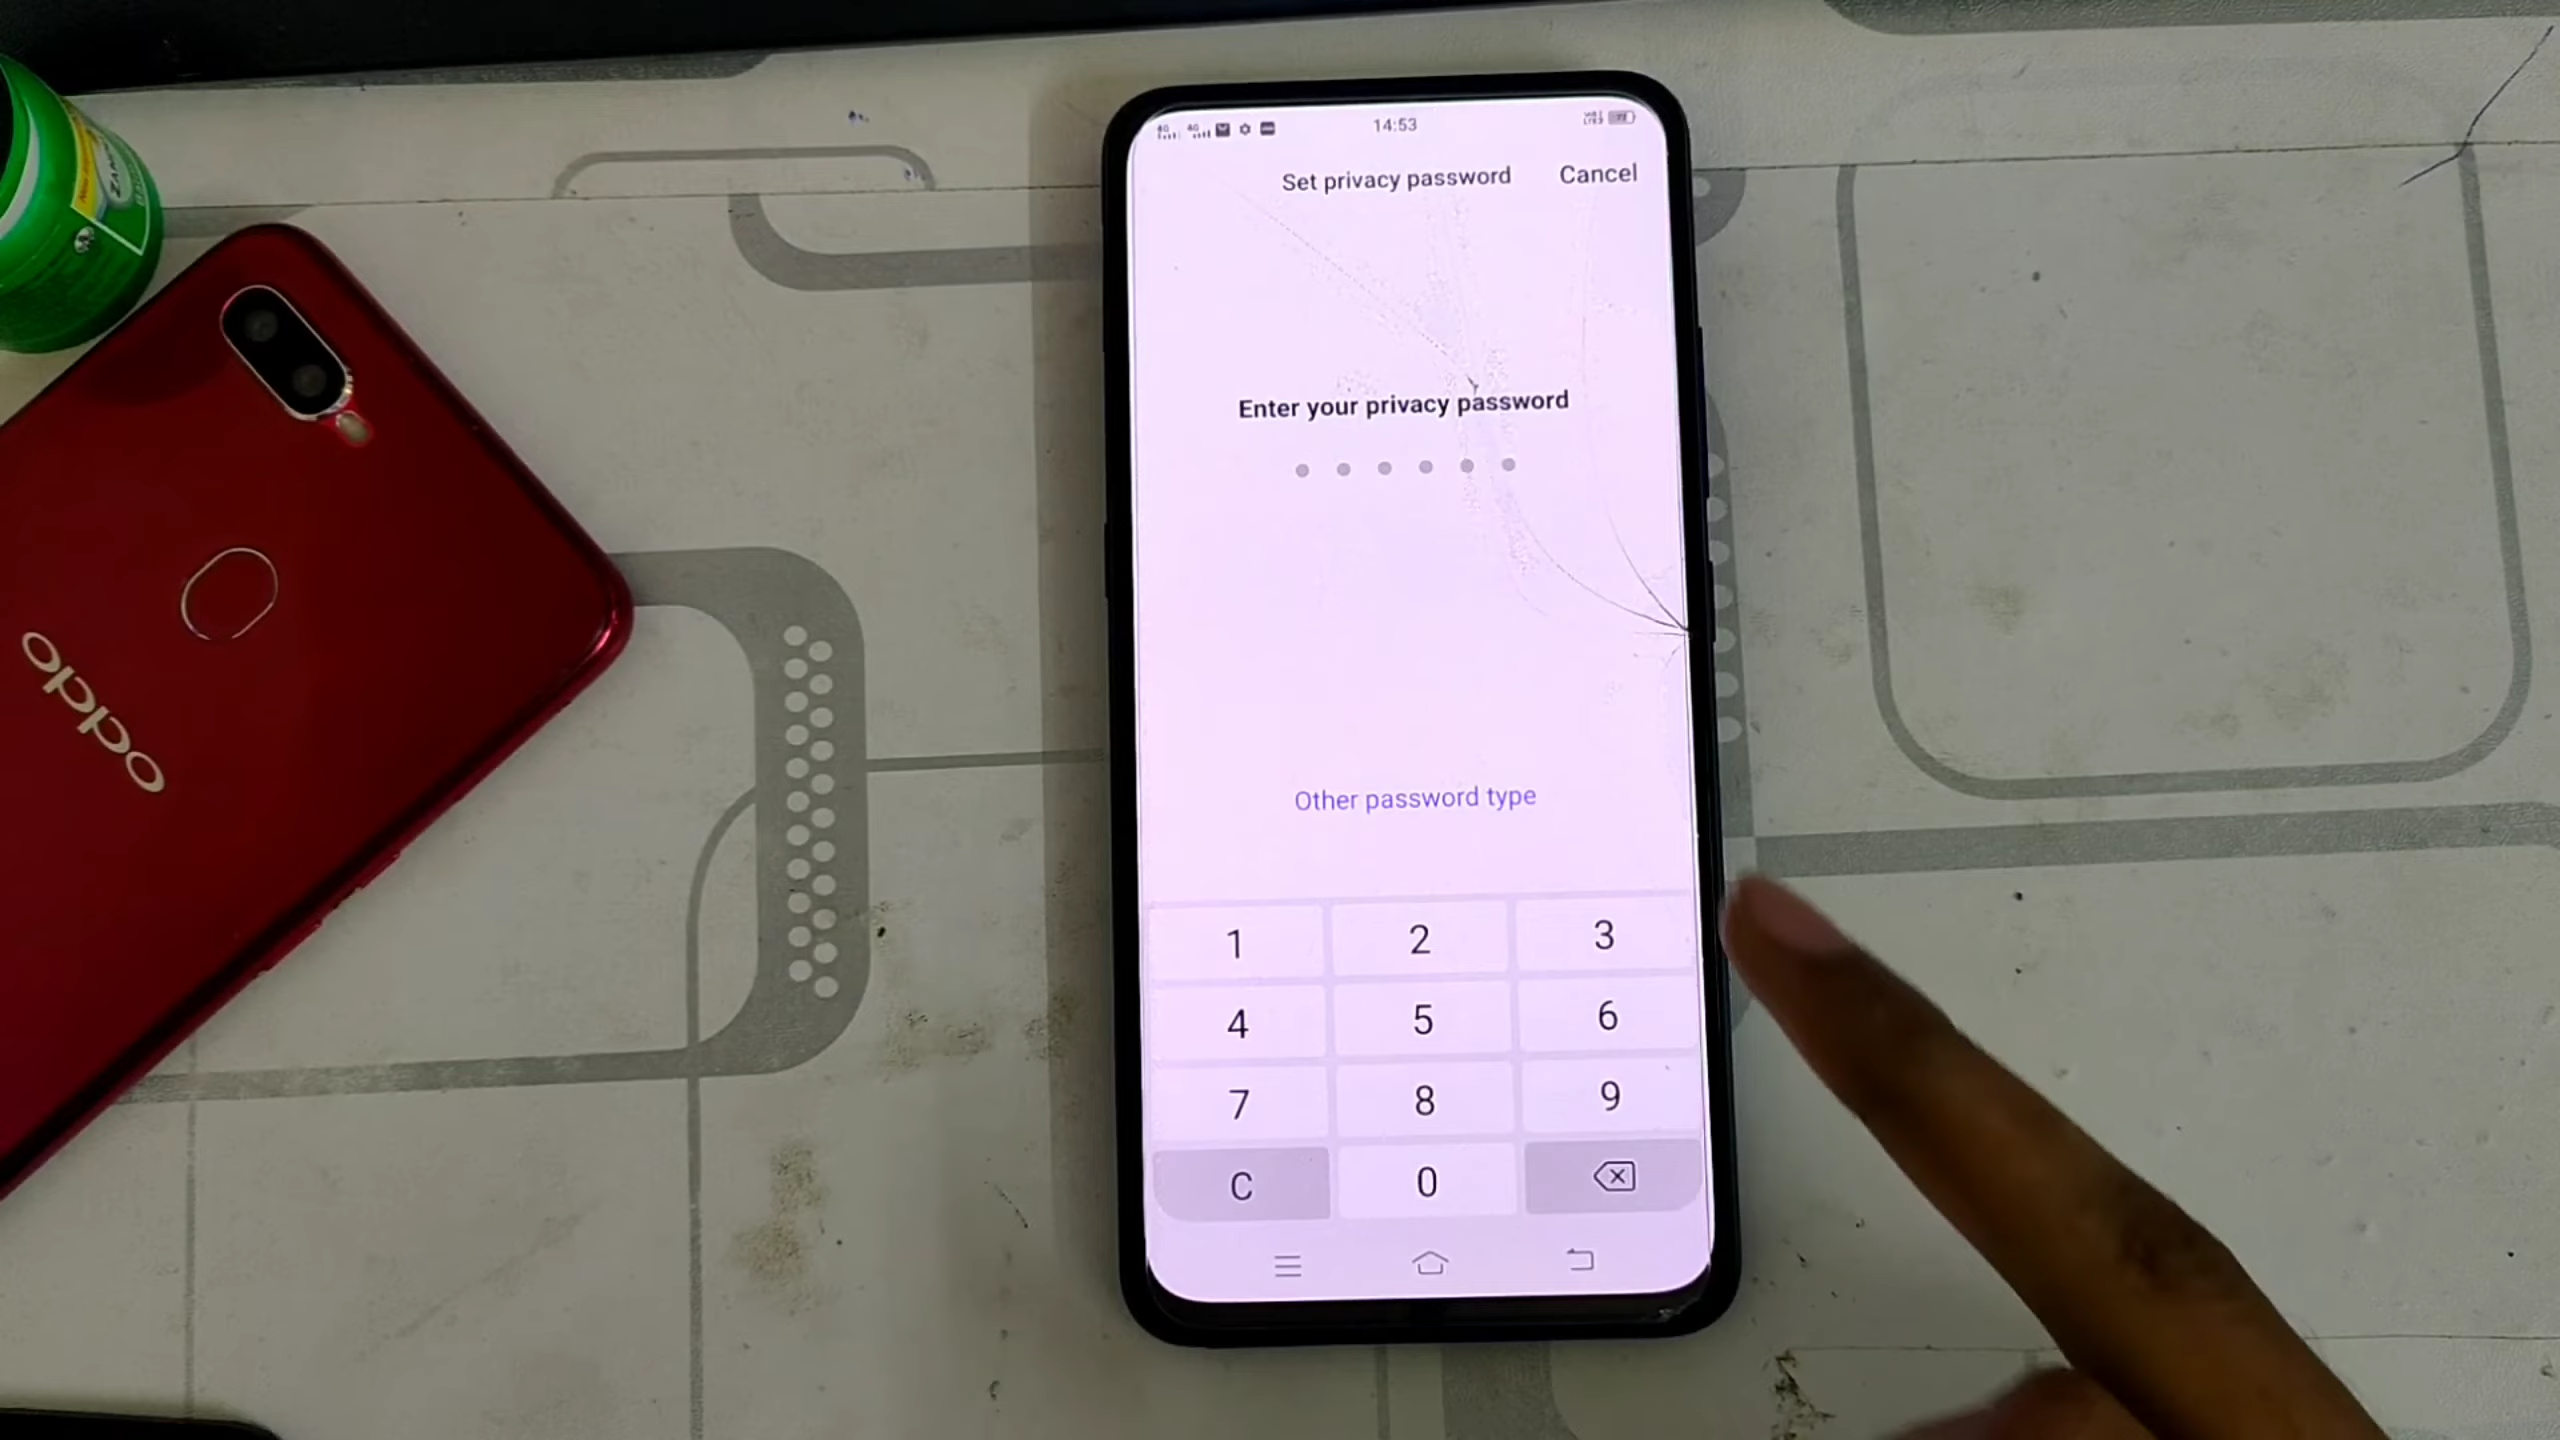 14:53
Set privacy password Cancel
Enter your privacy password
Other password type
1 2 3
4 5 6
7 8 9
C 0
oppo